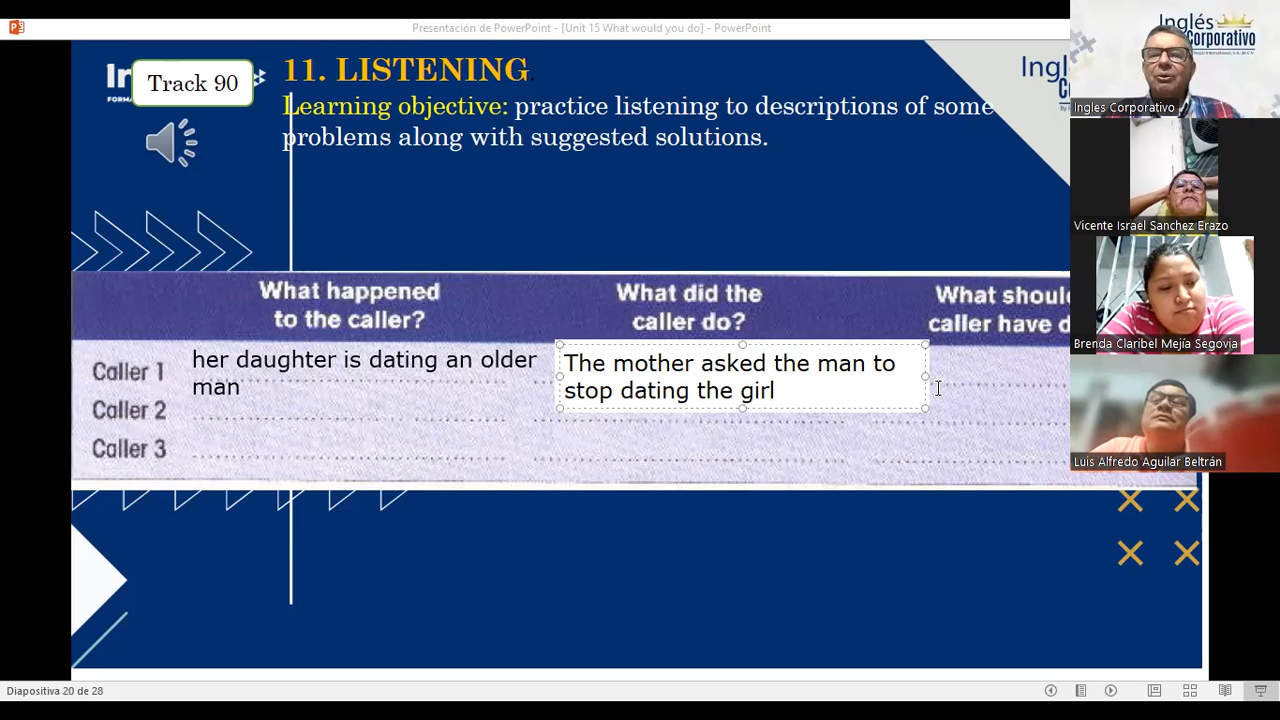 Presentación de PowerPoint - [Unit 15 What would you do] - PowerPoint
Track 90
11. LISTENING.
Learning objective: practice listening to descriptions of some
problems along with suggested solutions.
What happened
to the caller?
What did the
caller do?
What shoul
caller have d
Caller 1
her daughter is dating an older
man
The mother asked the man to
stop dating the girl
Caller 2
Caller 3
Inglés
Corporativo
Ingles Corporativo
Vicente Israel Sanchez Erazo
Brenda Claribel Mejía Segovia
Luis Alfredo Aguilar Beltrán
Diapositiva 20 de 28